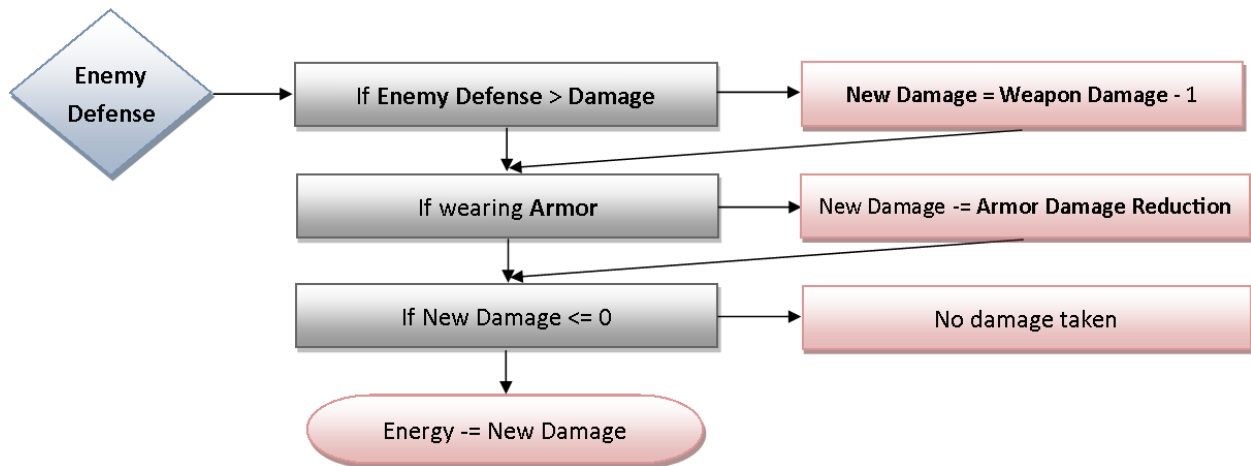 Enemy
Defense
If Enemy Defense > Damage
New Damage = Weapon Damage - 1
If wearing Armor
New Damage -= Armor Damage Reduction
If New Damage <= 0
No damage taken
Energy -= New Damage